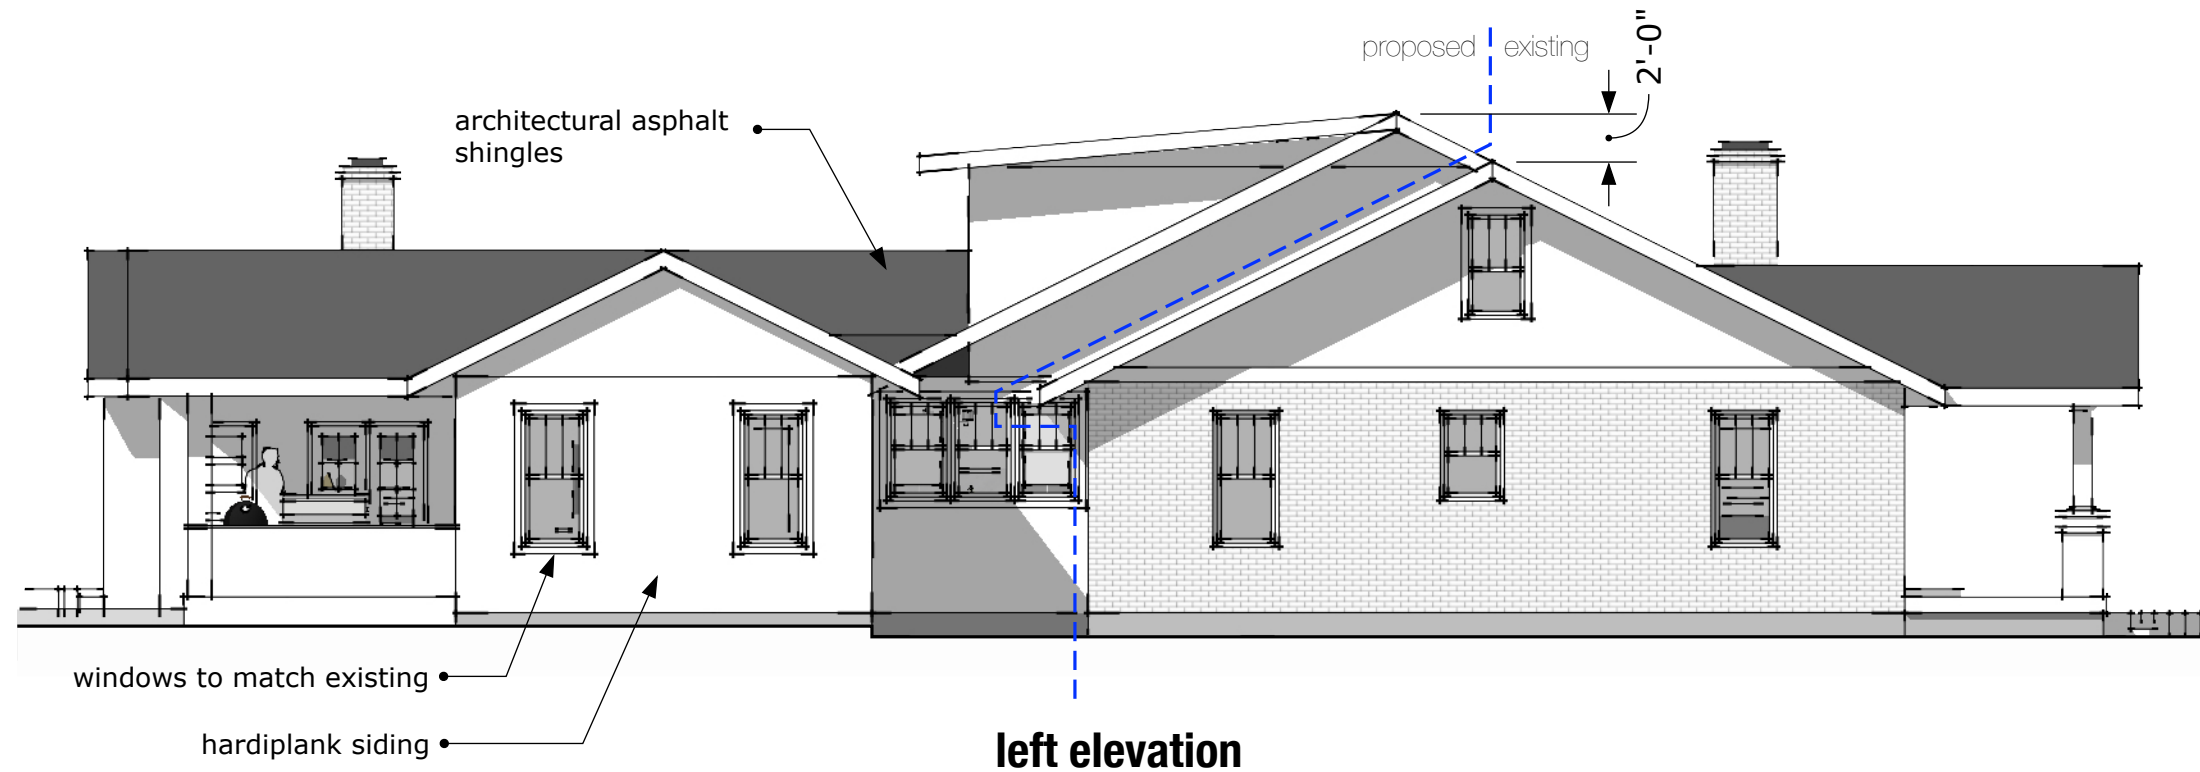 proposed existing
2'-0"
architectural asphalt
shingles
windows to match existing
hardiplank siding
left elevation